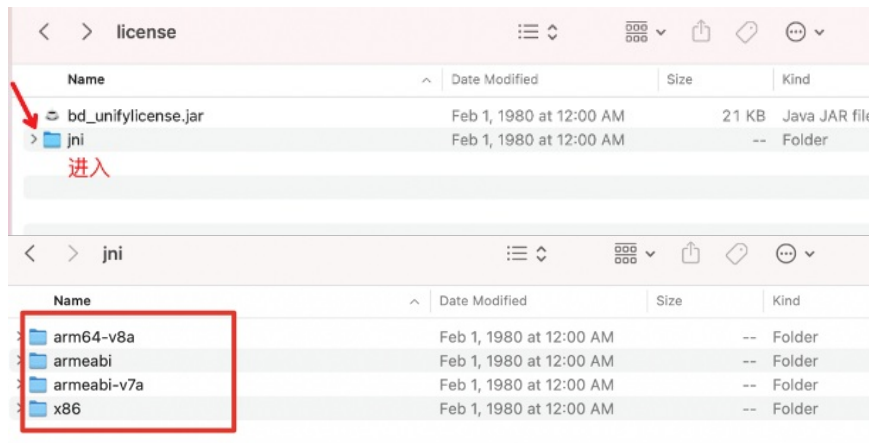 license
Name Date Modified Size Kind
bd_unifylicense.jar Feb 1, 1980 at 12:00 AM 21 KB Java JAR file
jni Feb 1, 1980 at 12:00 AM -- Folder
进入
jni
Name Date Modified Size Kind
arm64-v8a Feb 1, 1980 at 12:00 AM -- Folder
armeabi Feb 1, 1980 at 12:00 AM -- Folder
armeabi-v7a Feb 1, 1980 at 12:00 AM -- Folder
x86 Feb 1, 1980 at 12:00 AM -- Folder